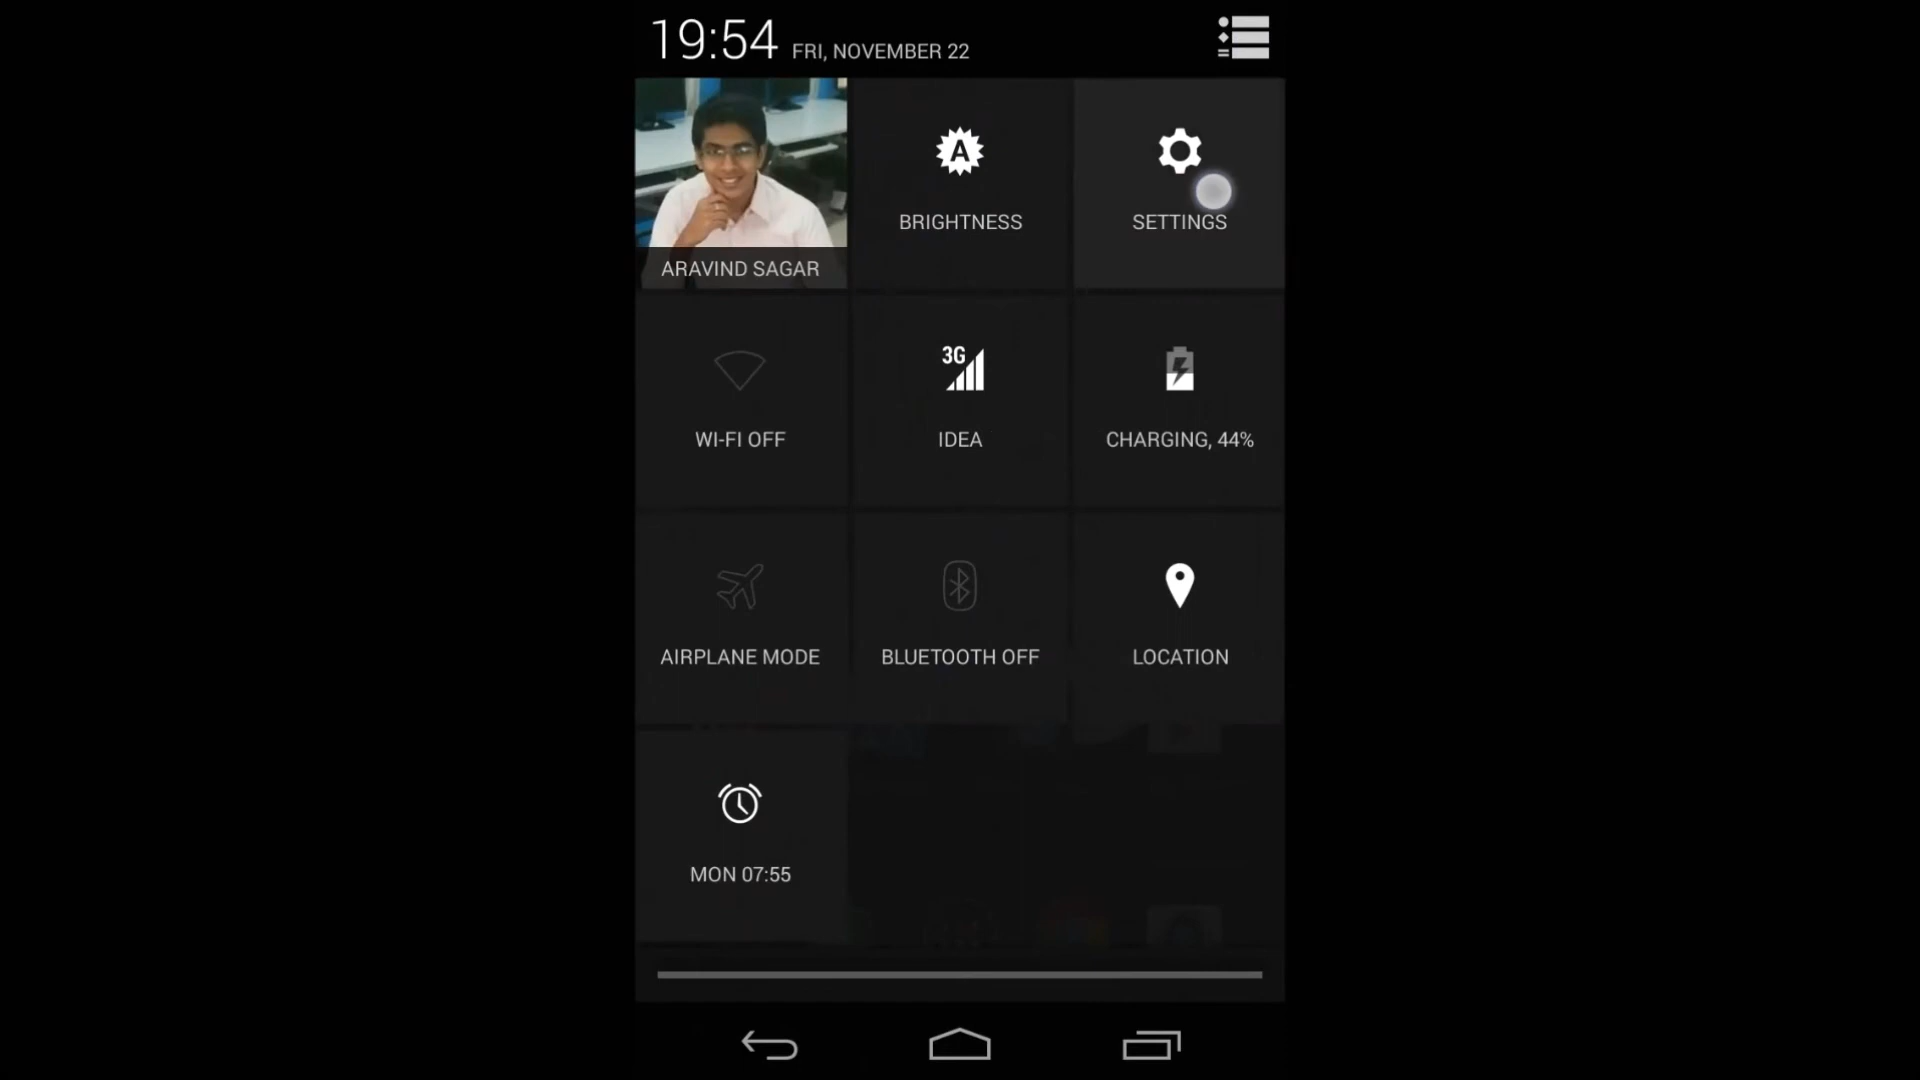 19:54 FRI, NOVEMBER 22
ARAVIND SAGAR
A
BRIGHTNESS
SETTINGS
WI-FI OFF
3G
IDEA
CHARGING, 44%
AIRPLANE MODE
BLUETOOTH OFF
LOCATION
MON 07:55